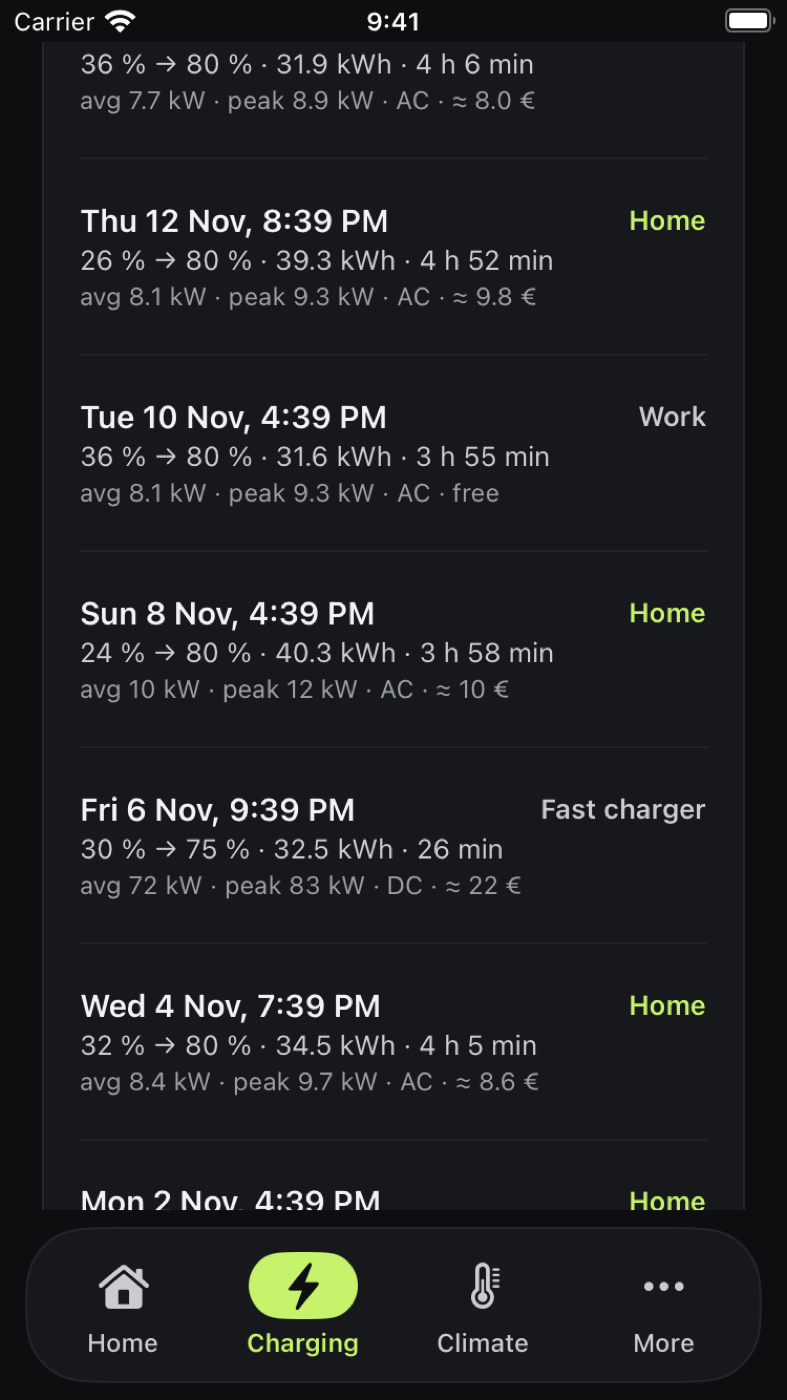 Carrier 9:41
36 % → 80 % · 31.9 kWh · 4 h 6 min
avg 7.7 kW · peak 8.9 kW · AC · ≈ 8.0 €
Thu 12 Nov, 8:39 PM Home
26 % → 80 % · 39.3 kWh · 4 h 52 min
avg 8.1 kW · peak 9.3 kW · AC · ≈ 9.8 €
Tue 10 Nov, 4:39 PM Work
36 % → 80 % · 31.6 kWh · 3 h 55 min
avg 8.1 kW · peak 9.3 kW · AC · free
Sun 8 Nov, 4:39 PM Home
24 % → 80 % · 40.3 kWh · 3 h 58 min
avg 10 kW · peak 12 kW · AC · ≈ 10 €
Fri 6 Nov, 9:39 PM Fast charger
30 % → 75 % · 32.5 kWh · 26 min
avg 72 kW · peak 83 kW · DC · ≈ 22 €
Wed 4 Nov, 7:39 PM Home
32 % → 80 % · 34.5 kWh · 4 h 5 min
avg 8.4 kW · peak 9.7 kW · AC · ≈ 8.6 €
Mon 2 Nov, 4:39 PM Home
Home Charging Climate More